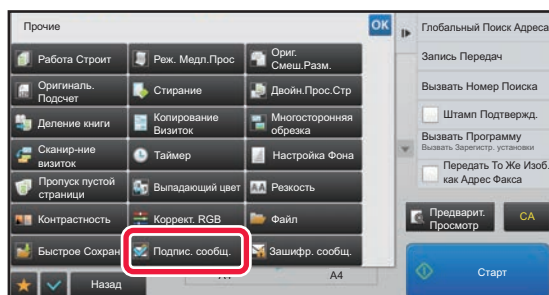 Прочие
OK
Работа Строит
Реж. Медл.Прос
Ориг.
Смеш.Разм.
Оригиналь.
Подсчет
Стирание
Двойн.Прос.Стр
Деление книги
Копирование
Визиток
Многосторонняя
обрезка
Сканир-ние
визиток
Таймер
Настройка Фона
Пропуск пустой
страници
Выпадающий цвет
Резкость
Контрастность
Коррект. RGB
Файл
Быстрое Сохран
Подпис. сообщ.
Зашифр. сообщ.
Назад
A4
Глобальный Поиск Адреса
Запись Передач
Вызвать Номер Поиска
Штамп Подтвержд.
Вызвать Программу
Вызвать Зарегистр. установки
Передать То Же Изоб.
как Адрес Факса
Предварит.
Просмотр
CA
Старт